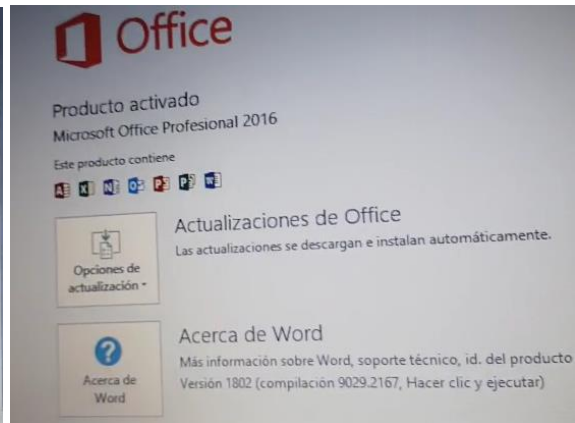 Office
Producto activado
Microsoft Office Profesional 2016
Este producto contiene
Actualizaciones de Office
Las actualizaciones se descargan e instalan automáticamente.
Opciones de
actualización
Acerca de Word
Más información sobre Word, soporte técnico, id. del producto
Versión 1802 (compilación 9029.2167, Hacer clic y ejecutar)
Acerca de
Word